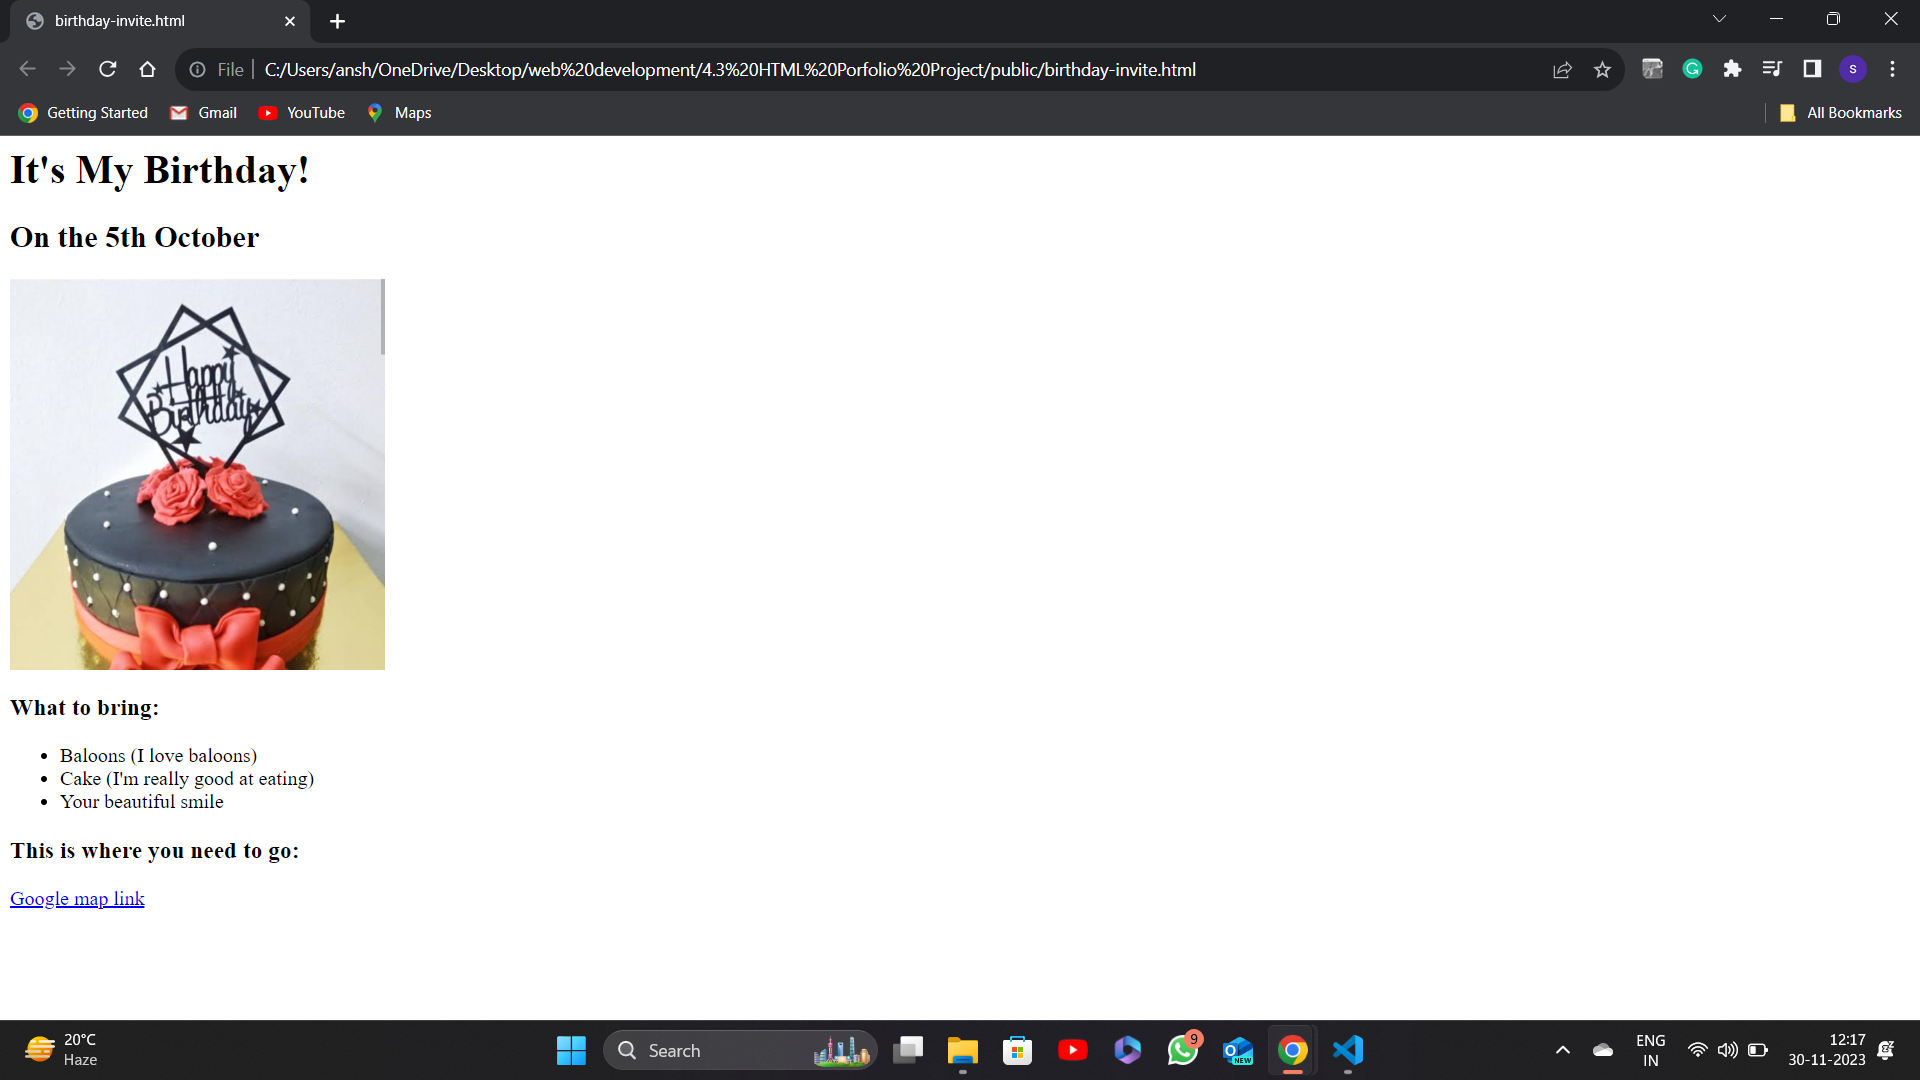 birthday-invite.html
File
C:/Users/ansh/OneDrive/Desktop/web%20development/4.3%20HTML%20Porfolio%20Project/public/birthday-invite.html
s
Getting Started
Gmail
YouTube
Maps
All Bookmarks
It's My Birthday!
On the 5th October
Happy
Birthday
What to bring:
Baloons (I love baloons)
Cake (I'm really good at eating)
Your beautiful smile
This is where you need to go:
Google map link
20°C
Haze
Search
9
NEW
ENG
IN
12:17
30-11-2023